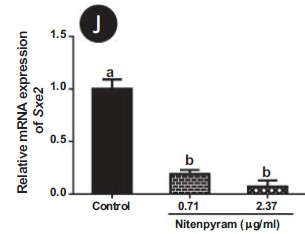 J
Relative mRNA expression
of Sxe2
1.5
1.0
0.5
0.0
a
b
b
Control
0.71
2.37
Nitenpyram (μg/ml)